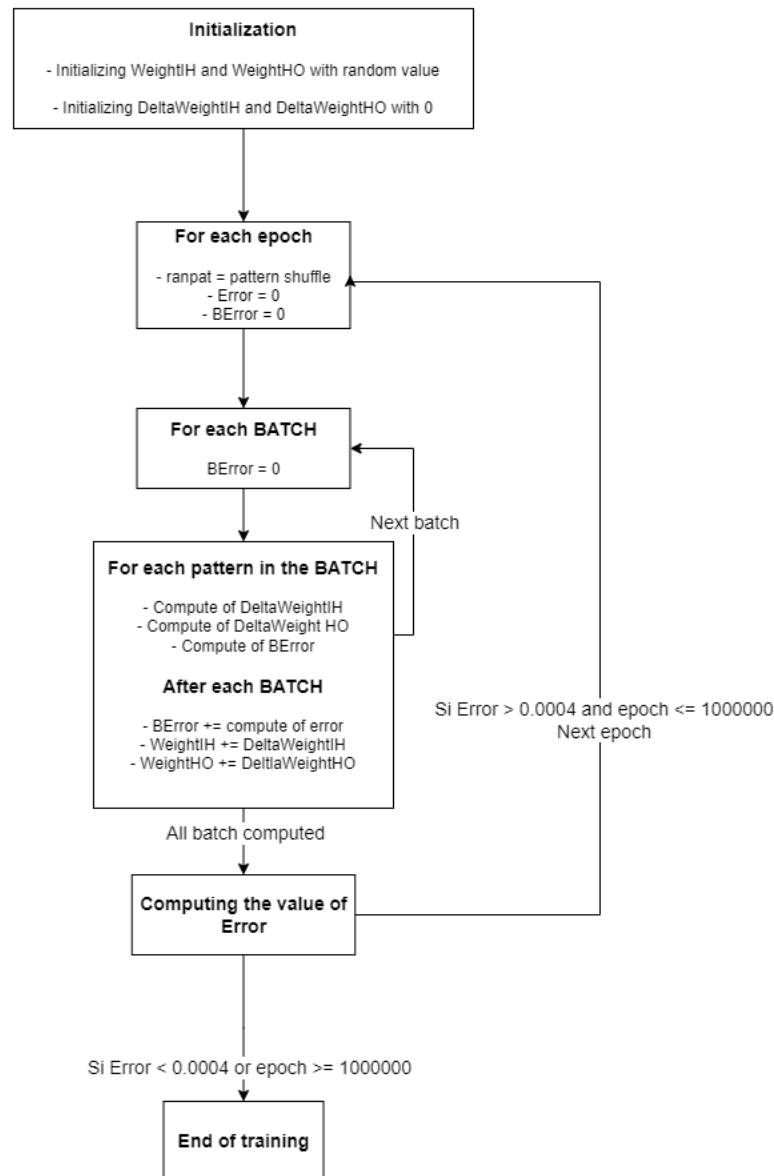 Initialization
- Initializing WeightIH and WeightHO with random value
- Initializing DeltaWeightIH and DeltaWeightHO with 0
For each epoch
- ranpat = pattern shuffle
- Error = 0
- BError = 0
For each BATCH
BError = 0
Next batch
For each pattern in the BATCH
- Compute of DeltaWeightIH
- Compute of DeltaWeight HO
- Compute of BError
After each BATCH
- BError += compute of error
- WeightIH += DeltaWeightIH
- WeightHO += DeltlaWeightHO
Si Error > 0.0004 and epoch <= 1000000
Next epoch
All batch computed
Computing the value of
Error
Si Error < 0.0004 or epoch >= 1000000
End of training